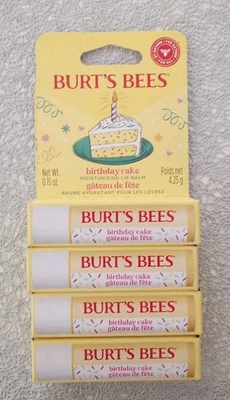 BURT'S BEES®
birthday cake
MOISTURIZING LIP BALM
gâteau de fête
BAUME HYDRATANT POUR LES LÈVRES
Net Wt.
0.15 oz.
Poids net
4.25 g
BURT'S BEES®
birthday cake
gâteau de fête
BURT'S BEES®
birthday cake
gâteau de fête
BURT'S BEES®
birthday cake
gâteau de fête
BURT'S BEES®
birthday cake
gâteau de fête